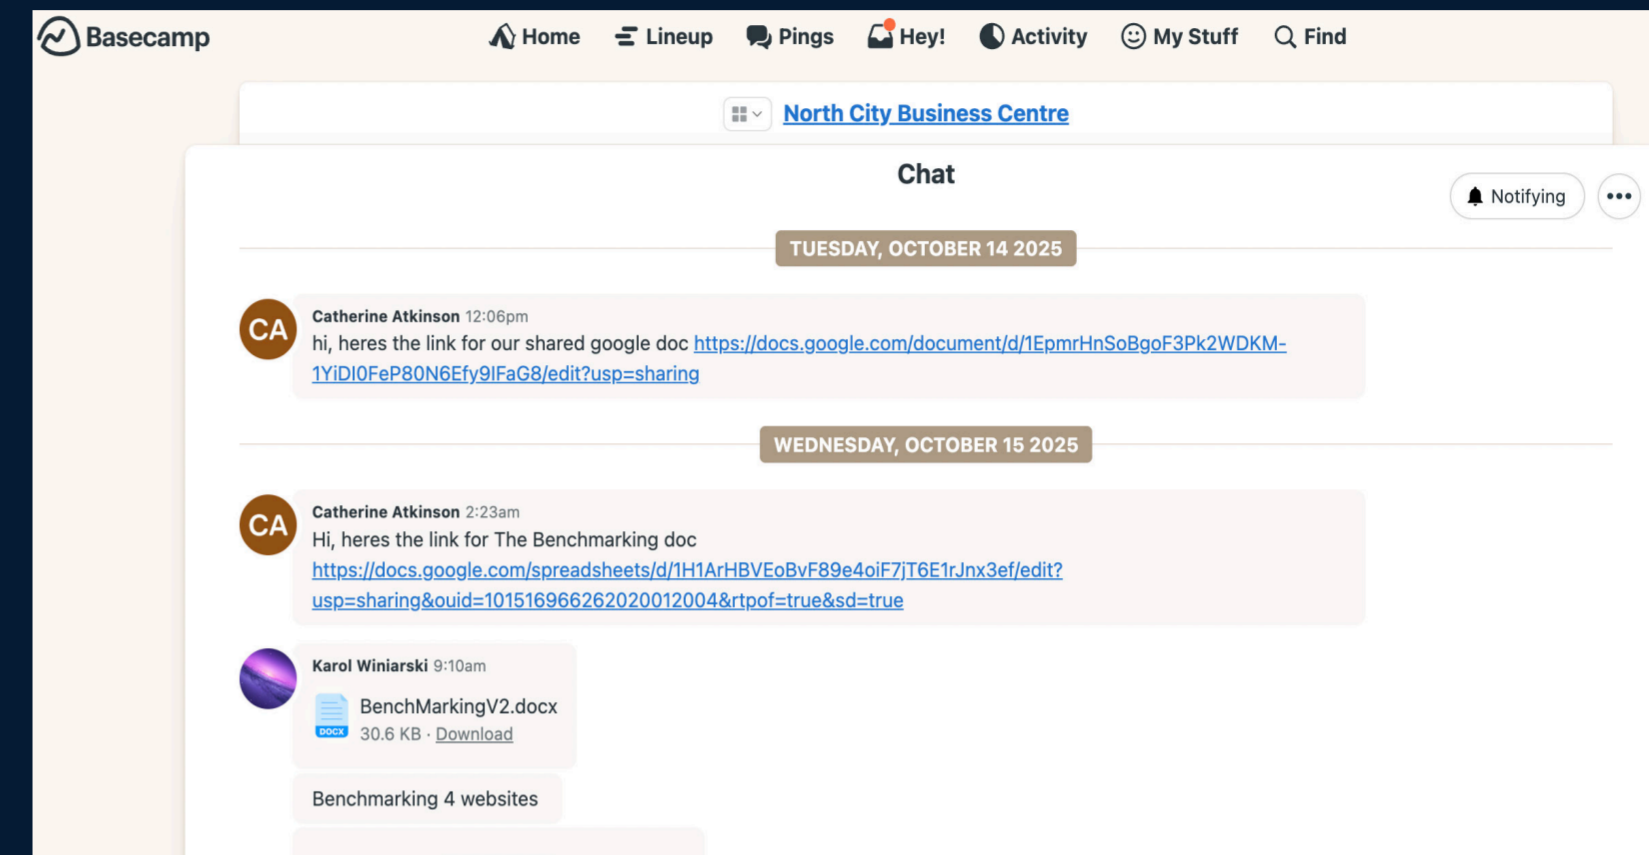 Basecamp
Home Lineup Pings Hey! Activity My Stuff Find
North City Business Centre
Chat
Notifying
TUESDAY, OCTOBER 14 2025
CA
Catherine Atkinson 12:06pm
hi, heres the link for our shared google doc https://docs.google.com/document/d/1EpmrHnSoBgoF3Pk2WDKM-
1YiDI0FeP80N6Efy9IFaG8/edit?usp=sharing
WEDNESDAY, OCTOBER 15 2025
CA
Catherine Atkinson 2:23am
Hi, heres the link for The Benchmarking doc
https://docs.google.com/spreadsheets/d/1H1ArHBVEoBvF89e4oiF7jT6E1rJnx3ef/edit?
usp=sharing&ouid=101516966262020012004&rtpof=true&sd=true
Karol Winiarski 9:10am
BenchMarkingV2.docx
DOCX
30.6 KB · Download
Benchmarking 4 websites